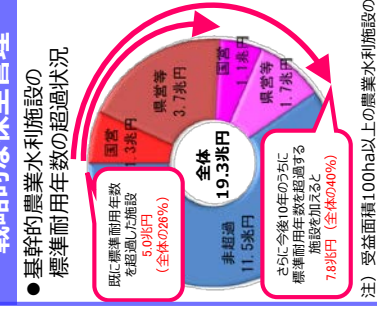 戦略的な保全管理
●基幹的農業水利施設の
標準耐用年数の超過状況
既に標準耐用年数
を超過した施設
5.0兆円
(全体の26%)
国営
1.3兆円
県営等
3.7兆円
国営
1.1兆円
県営等
1.7兆円
全体
19.3兆円
非超過
11.5兆円
さらに今後10年のうちに
標準耐用年数を超過する
施設を加えると
7.8兆円(全体の40%)
注)受益面積100ha以上の農業水利施設の